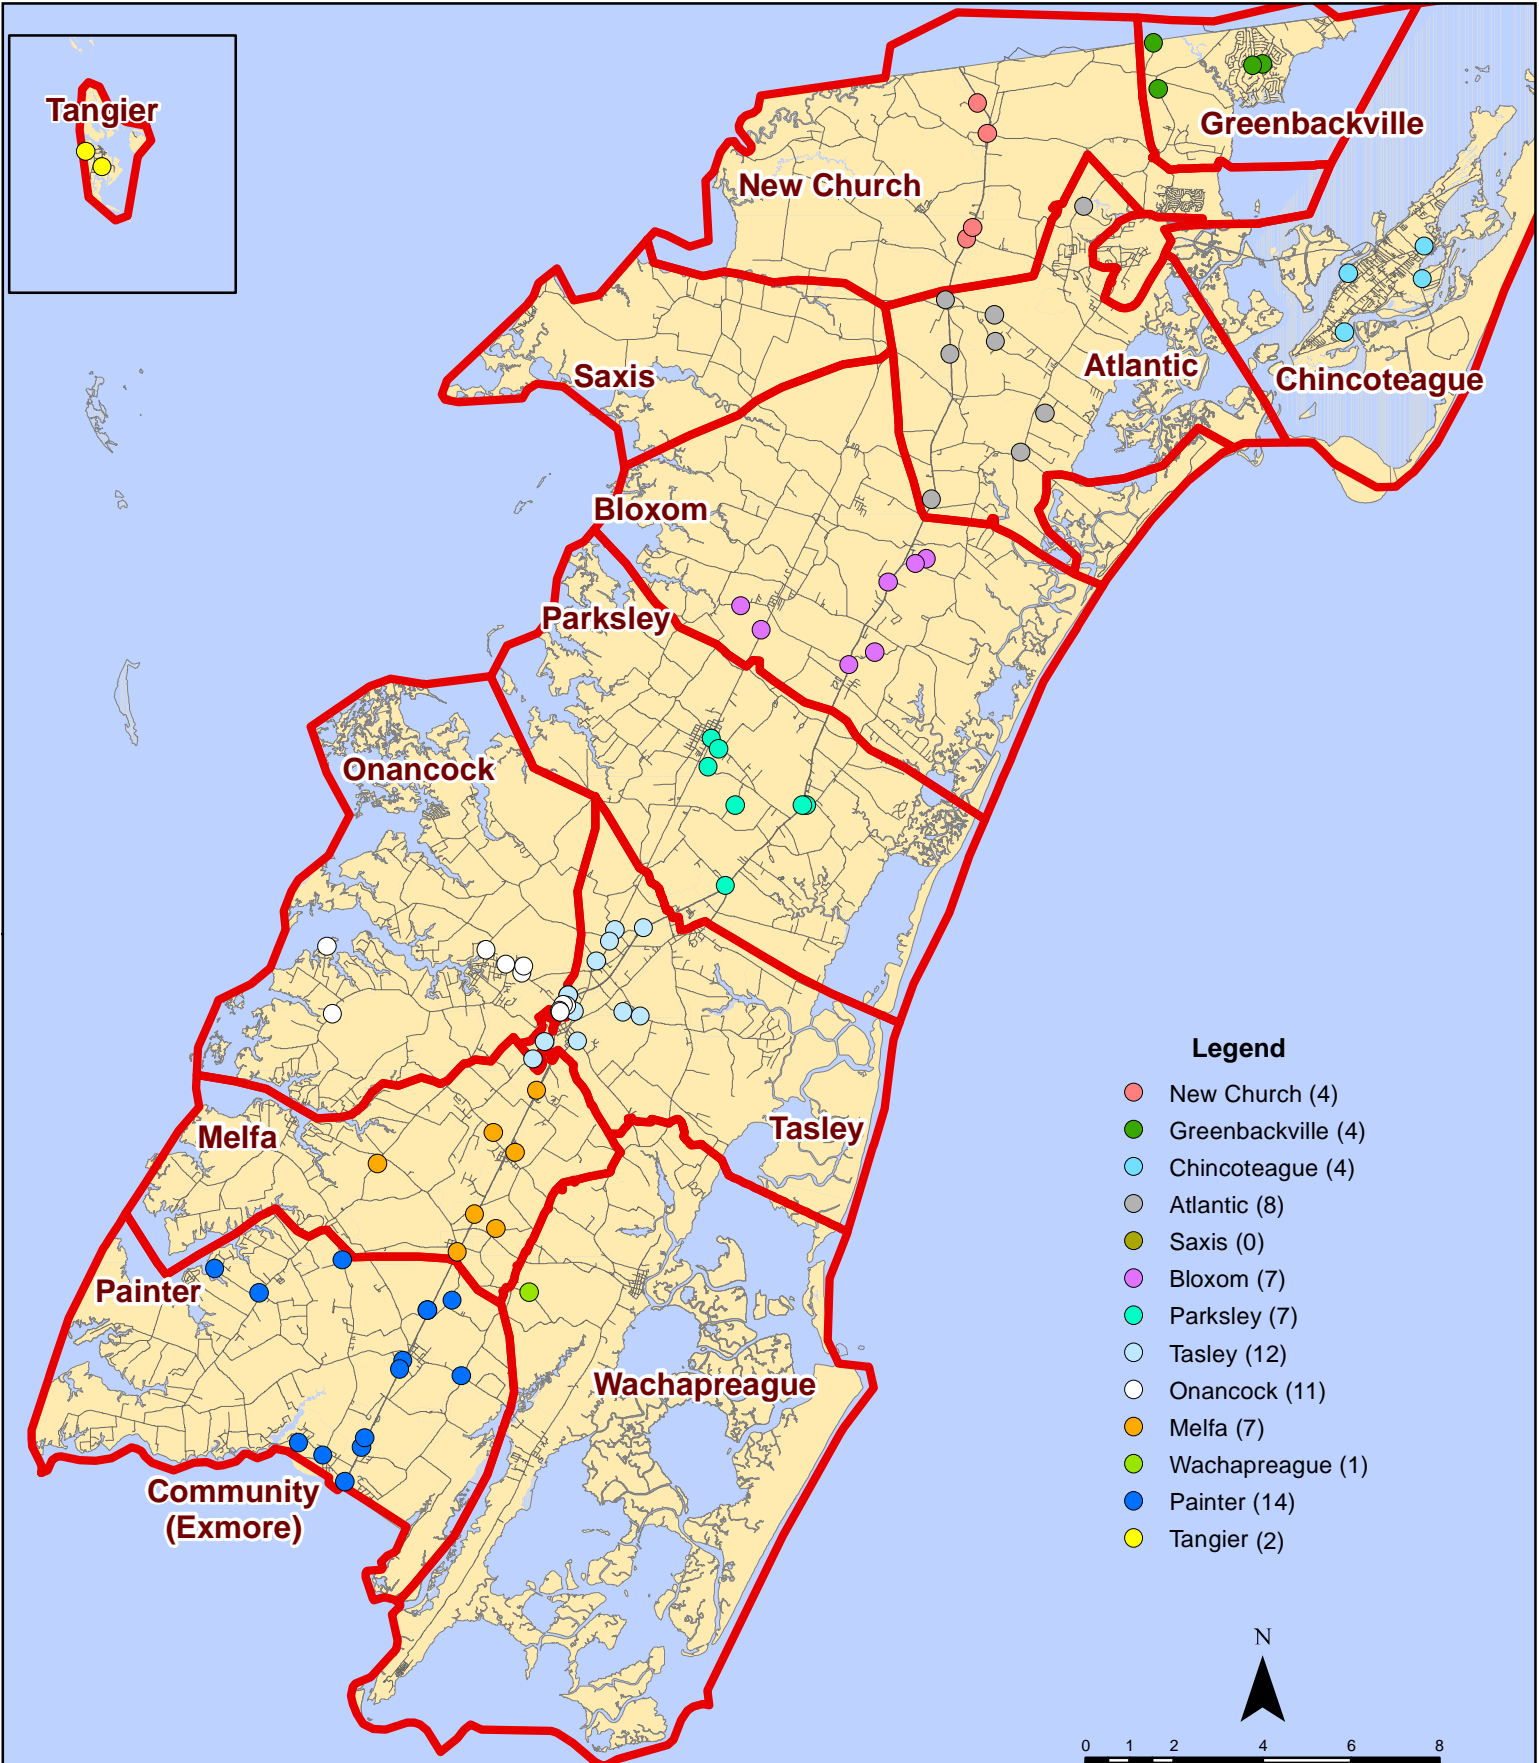 Tangier
Greenbackville
New Church
Saxis
Atlantic
Chincoteague
Bloxom
Parksley
Onancock
Melfa
Tasley
Painter
Wachapreague
Community
(Exmore)
Legend
New Church (4)
Greenbackville (4)
Chincoteague (4)
Atlantic (8)
Saxis (0)
Bloxom (7)
Parksley (7)
Tasley (12)
Onancock (11)
Melfa (7)
Wachapreague (1)
Painter (14)
Tangier (2)
N
0 1 2 4 6 8